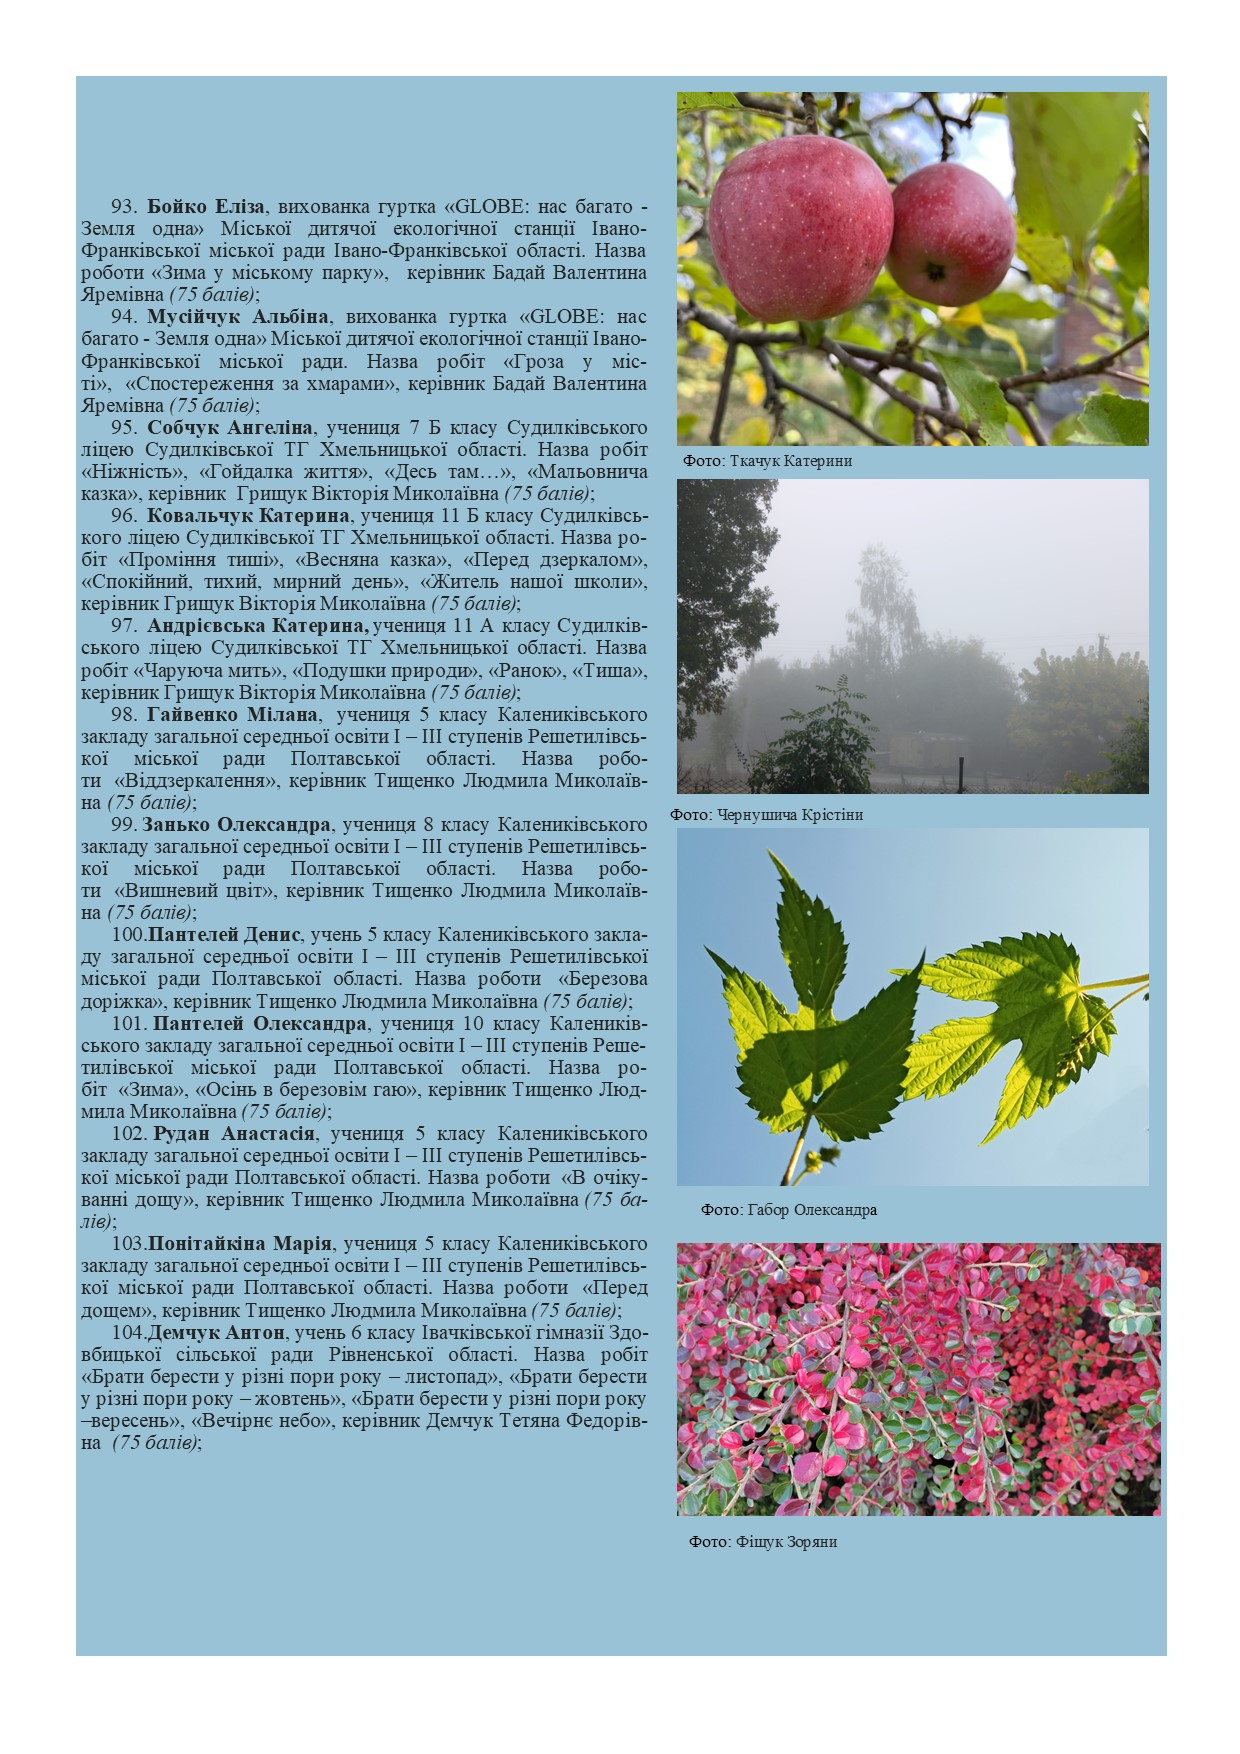 93. Бойко Еліза, вихованка гуртка «GLOBE: нас багато -
Земля одна» Міської дитячої екологічної станції Івано-
Франківської міської ради Івано-Франківської області. Назва
роботи «Зима у міському парку», керівник Бадай Валентина
Яремівна (75 балів);
94. Мусійчук Альбіна, вихованка гуртка «GLOBE: нас
багато - Земля одна» Міської дитячої екологічної станції Івано-
Франківської міської ради. Назва робіт «Гроза у міс-
ті», «Спостереження за хмарами», керівник Бадай Валентина
Яремівна (75 балів);
95. Собчук Ангеліна, учениця 7 Б класу Судилківського
ліцею Судилківської ТГ Хмельницької області. Назва робіт
«Ніжність», «Гойдалка життя», «Десь там…», «Мальовнича
казка», керівник Грищук Вікторія Миколаївна (75 балів);
96. Ковальчук Катерина, учениця 11 Б класу Судилківсь-
кого ліцею Судилківської ТГ Хмельницької області. Назва ро-
біт «Проміння тиші», «Весняна казка», «Перед дзеркалом»,
«Спокійний, тихий, мирний день», «Житель нашої школи»,
керівник Грищук Вікторія Миколаївна (75 балів);
97. Андрієвська Катерина, учениця 11 А класу Судилків-
ського ліцею Судилківської ТГ Хмельницької області. Назва
робіт «Чаруюча мить», «Подушки природи», «Ранок», «Тиша»,
керівник Грищук Вікторія Миколаївна (75 балів);
98. Гайвенко Мілана, учениця 5 класу Калениківського
закладу загальної середньої освіти І – ІІІ ступенів Решетилівсь-
кої міської ради Полтавської області. Назва робо-
ти «Віддзеркалення», керівник Тищенко Людмила Миколаїв-
на (75 балів);
99. Занько Олександра, учениця 8 класу Калениківського
закладу загальної середньої освіти І – ІІІ ступенів Решетилівсь-
кої міської ради Полтавської області. Назва робо-
ти «Вишневий цвіт», керівник Тищенко Людмила Миколаїв-
на (75 балів);
100.Пантелей Денис, учень 5 класу Калениківського закла-
ду загальної середньої освіти І – ІІІ ступенів Решетилівської
міської ради Полтавської області. Назва роботи «Березова
доріжка», керівник Тищенко Людмила Миколаївна (75 балів);
101. Пантелей Олександра, учениця 10 класу Калеників-
ського закладу загальної середньої освіти І – ІІІ ступенів Реше-
тилівської міської ради Полтавської області. Назва ро-
біт «Зима», «Осінь в березовім гаю», керівник Тищенко Люд-
мила Миколаївна (75 балів);
102. Рудан Анастасія, учениця 5 класу Калениківського
закладу загальної середньої освіти І – ІІІ ступенів Решетилівсь-
кої міської ради Полтавської області. Назва роботи «В очіку-
ванні дощу», керівник Тищенко Людмила Миколаївна (75 ба-
лів);
103.Понітайкіна Марія, учениця 5 класу Калениківського
закладу загальної середньої освіти І – ІІІ ступенів Решетилівсь-
кої міської ради Полтавської області. Назва роботи «Перед
дощем», керівник Тищенко Людмила Миколаївна (75 балів);
104.Демчук Антон, учень 6 класу Івачківської гімназії Здо-
вбицької сільської ради Рівненської області. Назва робіт
«Брати берести у різні пори року – листопад», «Брати берести
у різні пори року – жовтень», «Брати берести у різні пори року
–вересень», «Вечірнє небо», керівник Демчук Тетяна Федорів-
на (75 балів);
Фото: Ткачук Катерини
Фото: Чернушича Крістіни
Фото: Габор Олександра
Фото: Фіщук Зоряни